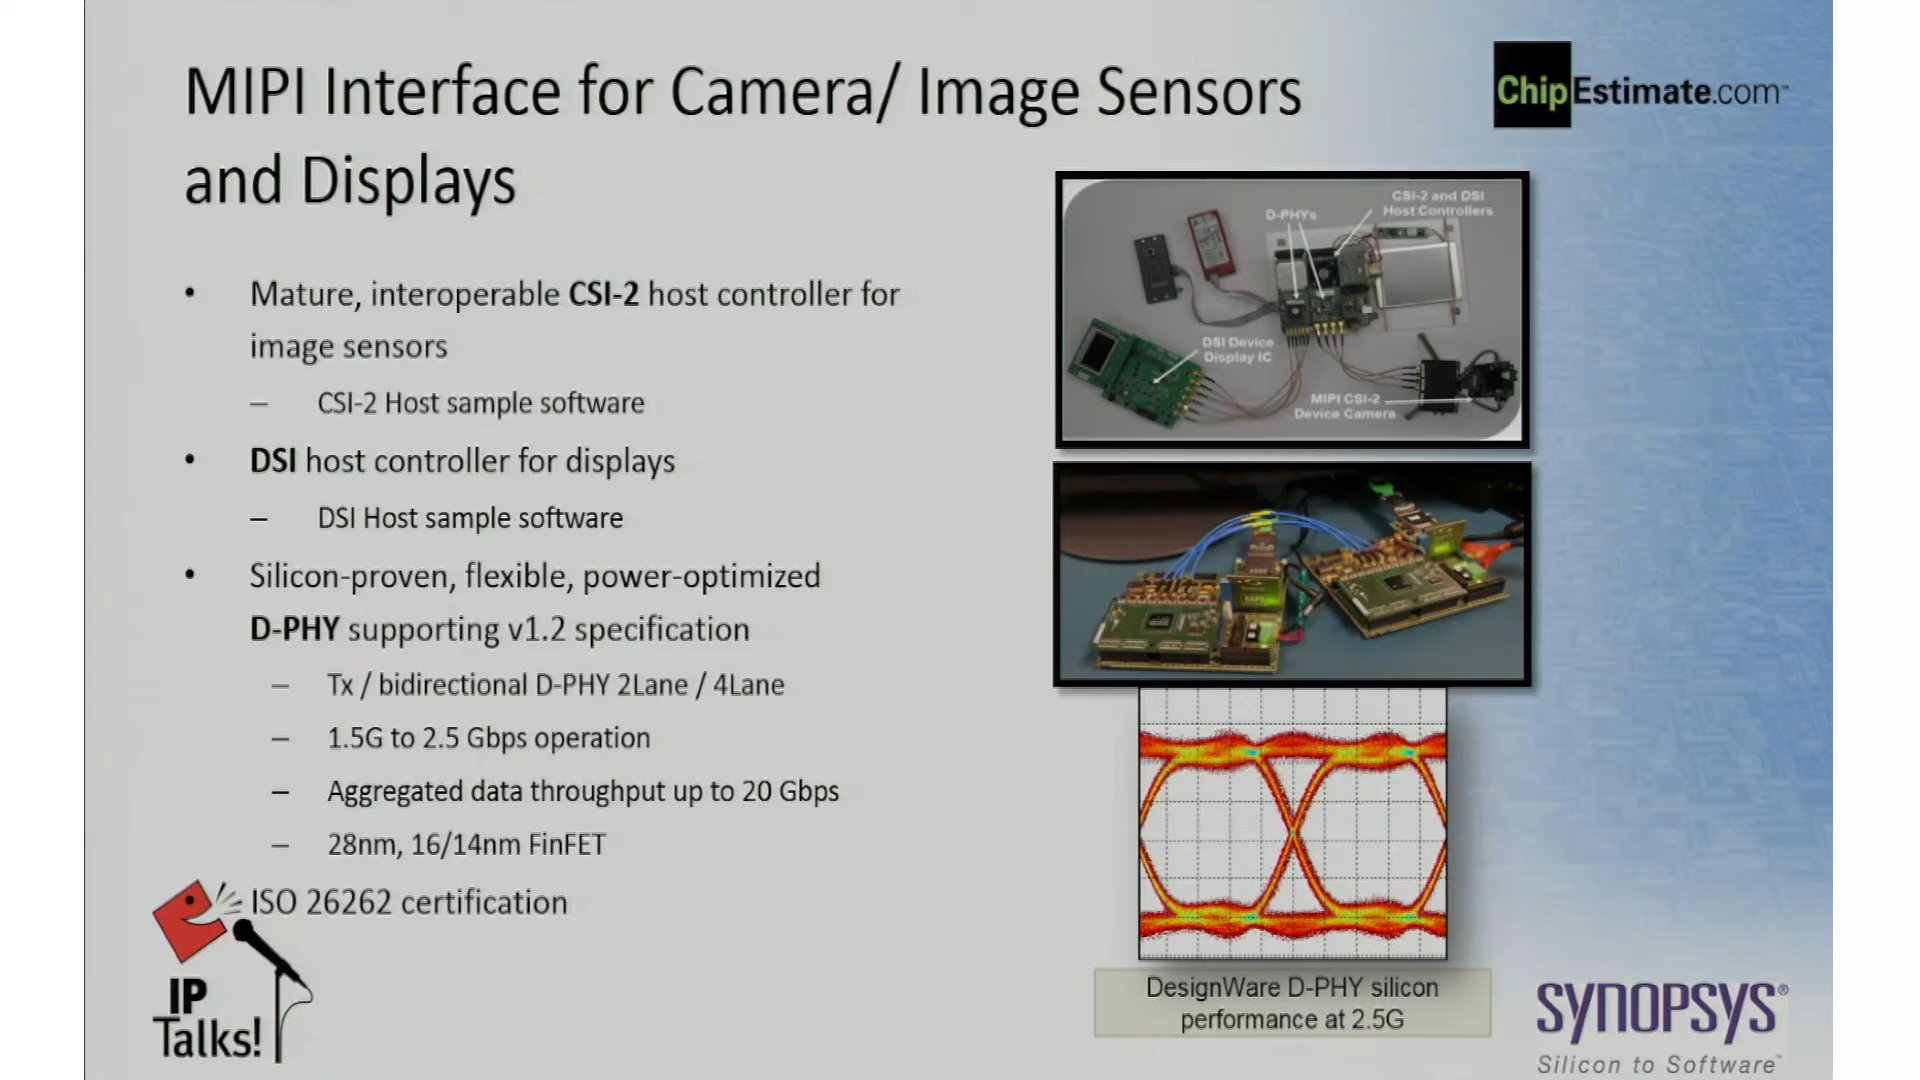 MIPI Interface for Camera/ Image Sensors
and Displays
ChipEstimate.com™
• Mature, interoperable CSI-2 host controller for
image sensors
– CSI-2 Host sample software
• DSI host controller for displays
– DSI Host sample software
• Silicon-proven, flexible, power-optimized
D-PHY supporting v1.2 specification
– Tx / bidirectional D-PHY 2Lane / 4Lane
– 1.5G to 2.5 Gbps operation
– Aggregated data throughput up to 20 Gbps
– 28nm, 16/14nm FinFET
ISO 26262 certification
D-PHYs
CSI-2 and DSI
Host Controllers
DSI Device
Display IC
MIPI CSI-2
Device Camera
DesignWare D-PHY silicon
performance at 2.5G
IP
Talks!
SYNOPSYS®
Silicon to Software™